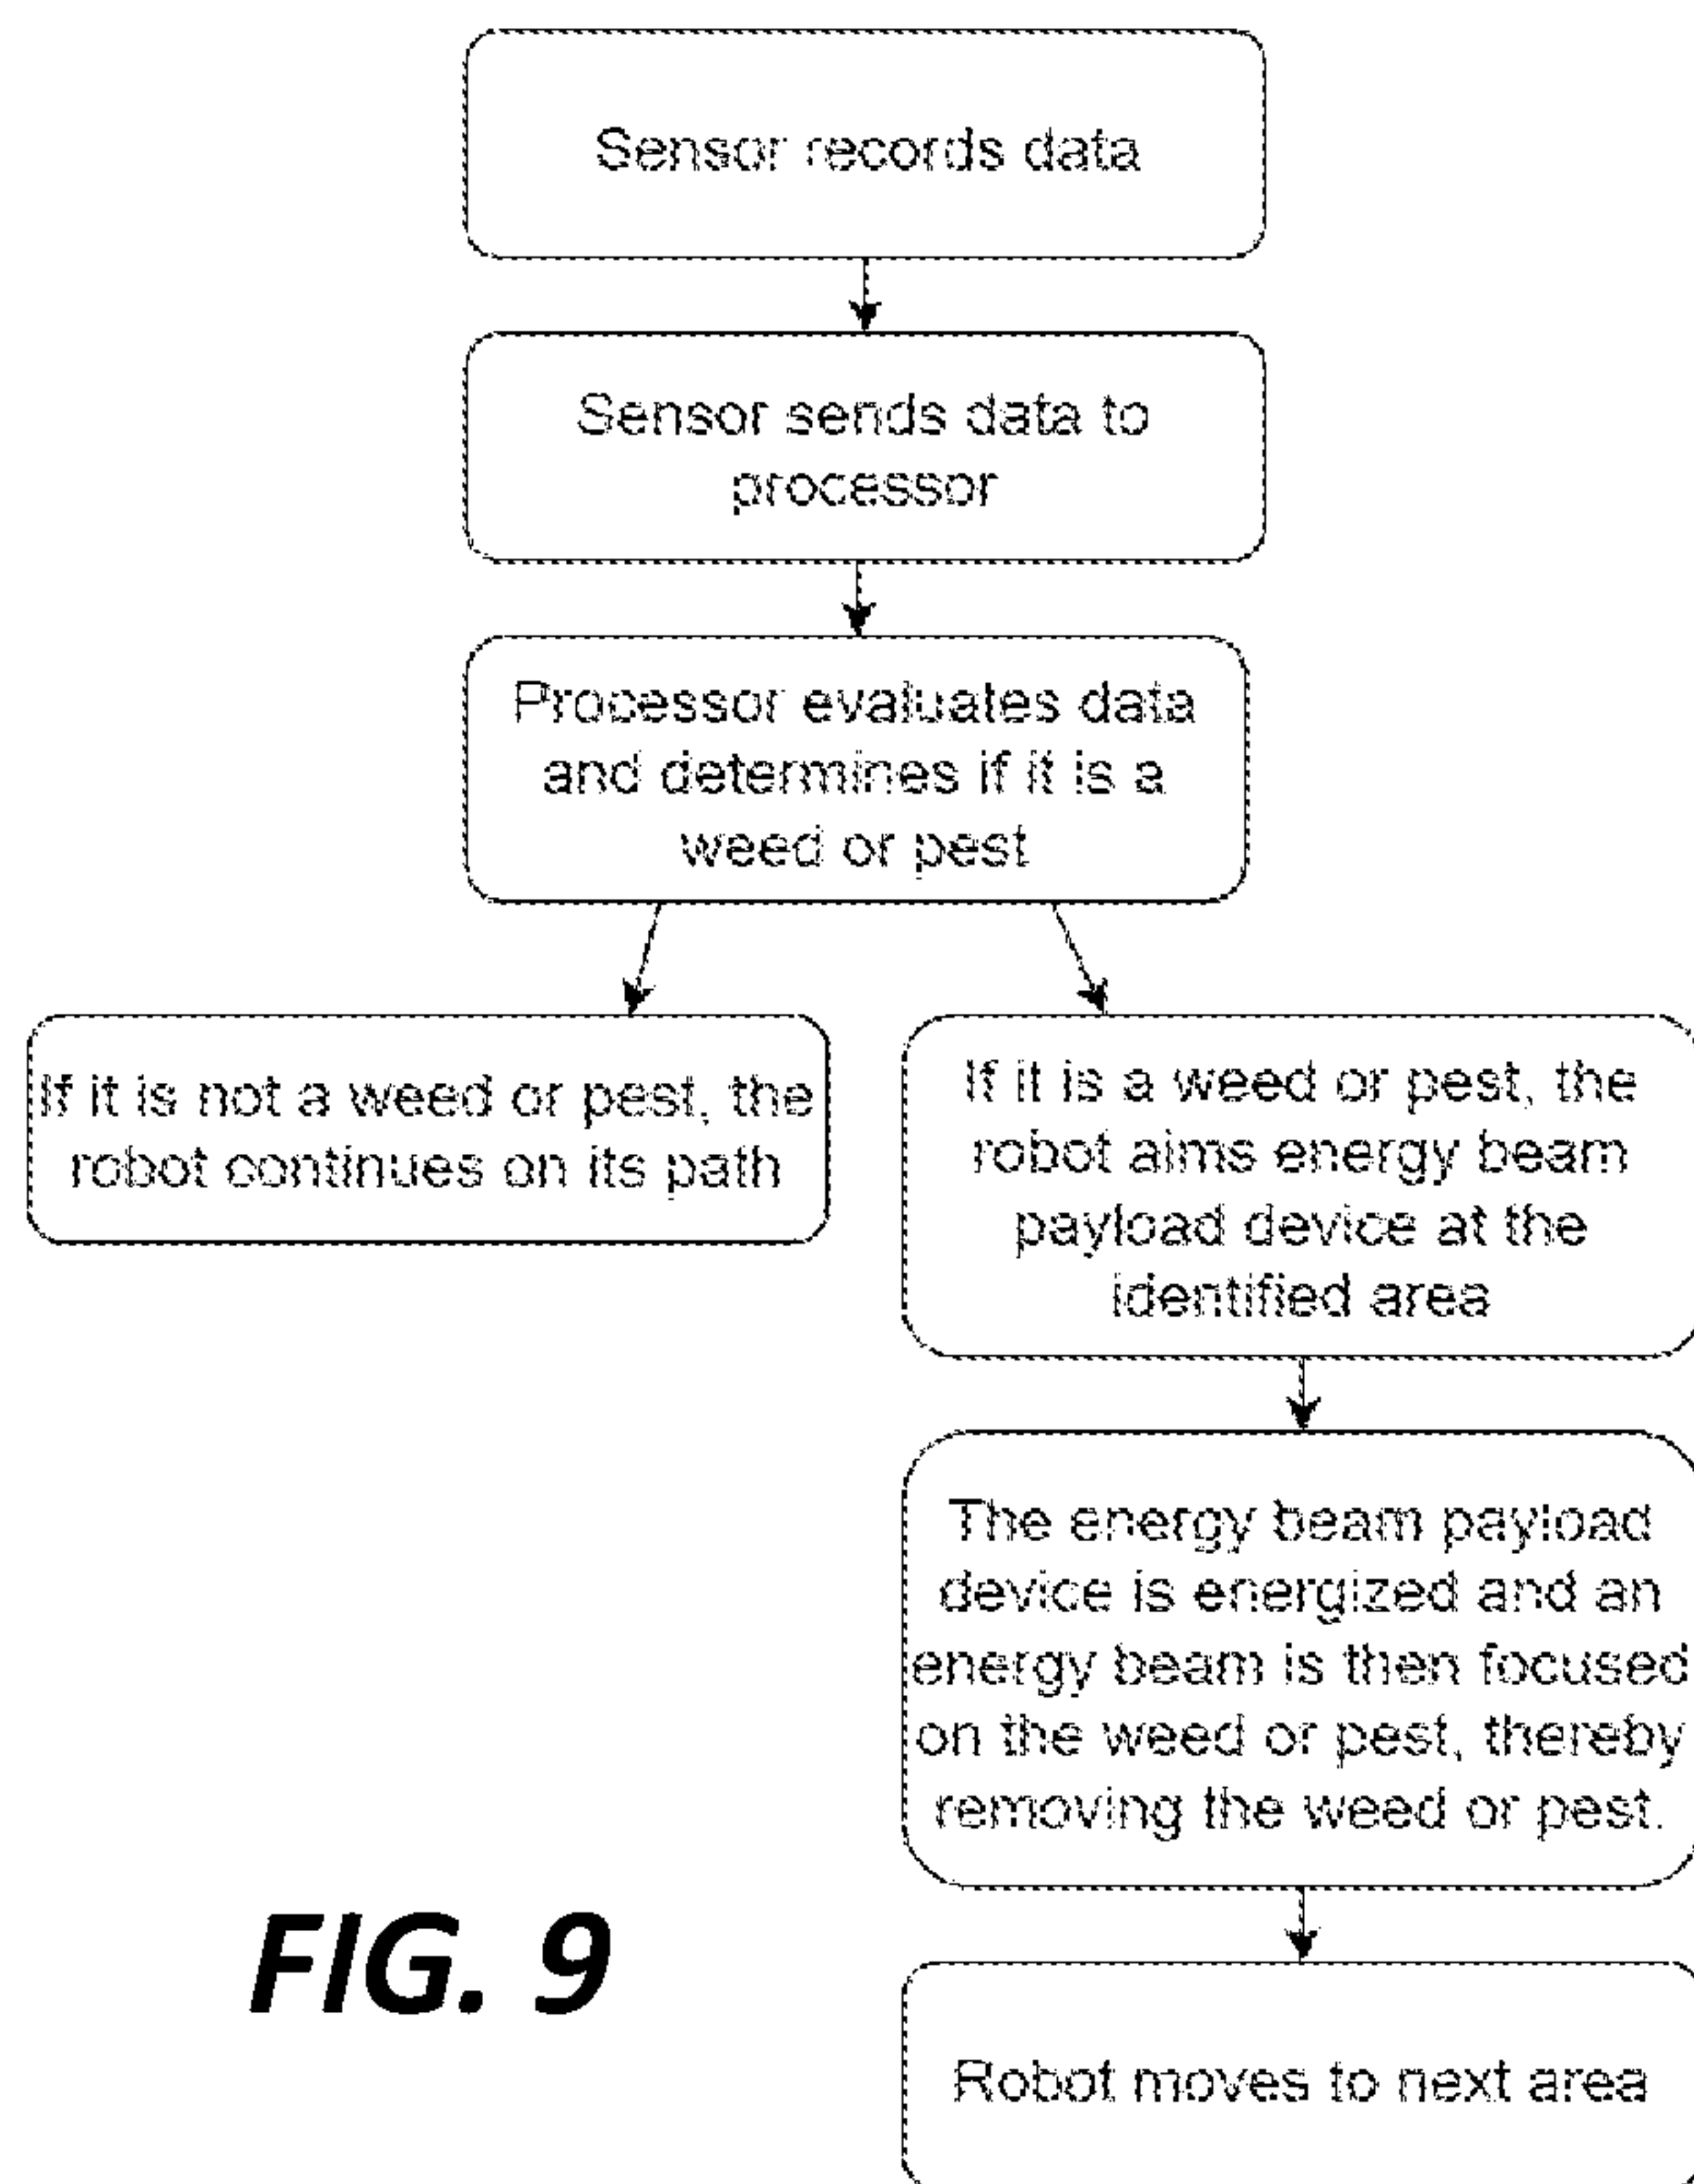 Sensor records data
Sensor sends data to
processor
Processor evaluates data
and determines if it is a
weed or pest
If it is not a weed or pest, the
robot continues on its path
If it is a weed or pest, the
robot aims energy beam
payload device at the
identified area
The energy beam payload
device is energized and an
energy beam is then focused
on the weed or pest, thereby
removing the weed or pest.
Robot moves to next area
FIG. 9